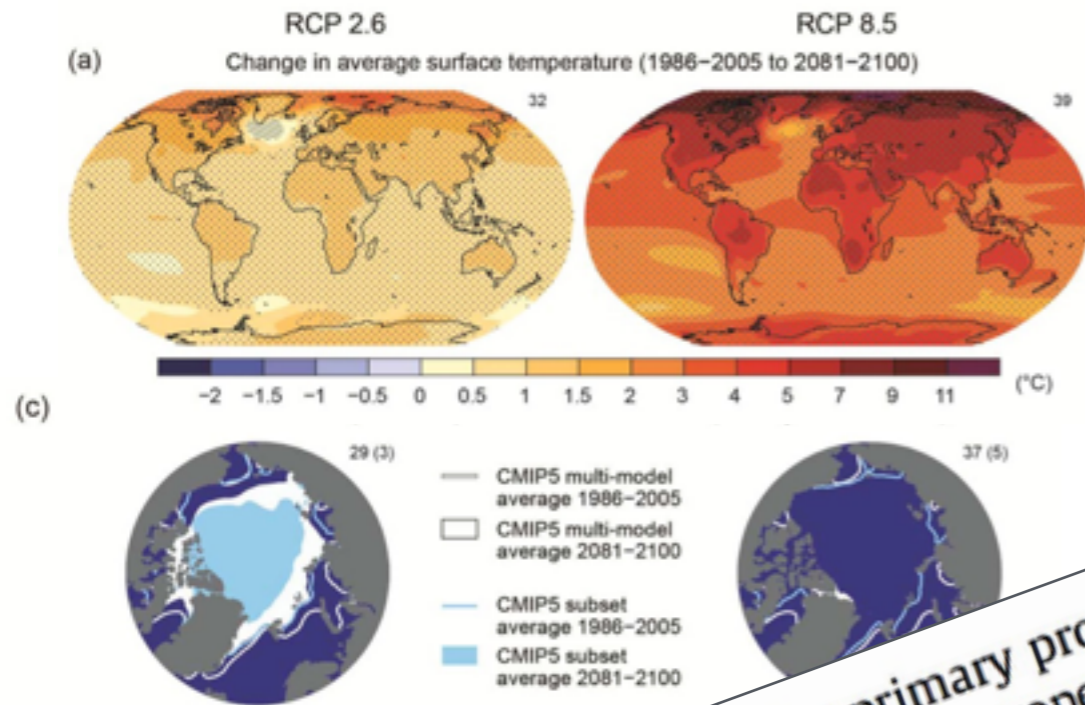 RCP 2.6 RCP 8.5
(a) Change in average surface temperature (1986−2005 to 2081−2100)
32 39
−2 −1.5 −1 −0.5 0 0.5 1 1.5 2 3 4 5 7 9 11 (°C)
(c)
29 (3) 37 (5)
CMIP5 multi-model
average 1986−2005
CMIP5 multi-model
average 2081−2100
CMIP5 subset
average 1986−2005
CMIP5 subset
average 2081−2100
primary pro